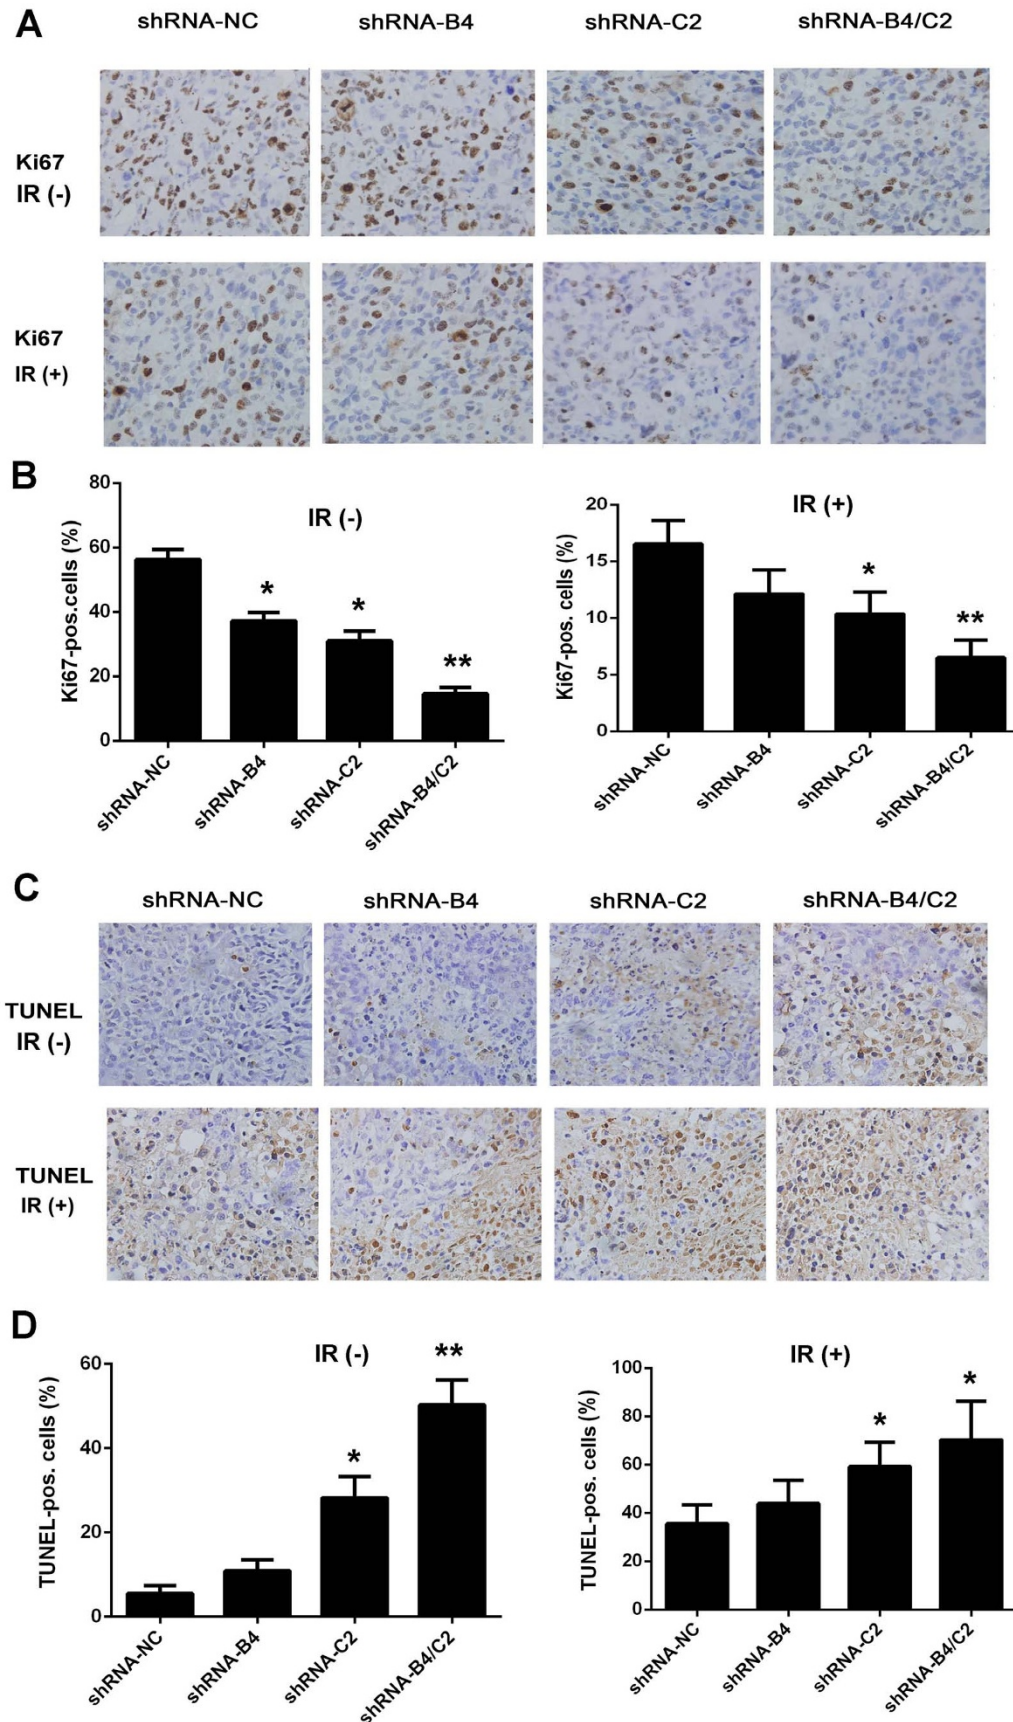 A
shRNA-NC shRNA-B4 shRNA-C2 shRNA-B4/C2
Ki67
IR (-)
Ki67
IR (+)
B
Ki67-pos.cells (%)
80
60
40
20
0
IR (-)
*
*
**
shRNA-NC
shRNA-B4
shRNA-C2
shRNA-B4/C2
Ki67-pos. cells (%)
20
15
10
5
0
IR (+)
*
**
shRNA-NC
shRNA-B4
shRNA-C2
shRNA-B4/C2
C
shRNA-NC shRNA-B4 shRNA-C2 shRNA-B4/C2
TUNEL
IR (-)
TUNEL
IR (+)
D
TUNEL-pos. cells (%)
60
40
20
0
IR (-)
*
**
shRNA-NC
shRNA-B4
shRNA-C2
shRNA-B4/C2
TUNEL-pos. cells (%)
100
80
60
40
20
0
IR (+)
*
*
shRNA-NC
shRNA-B4
shRNA-C2
shRNA-B4/C2